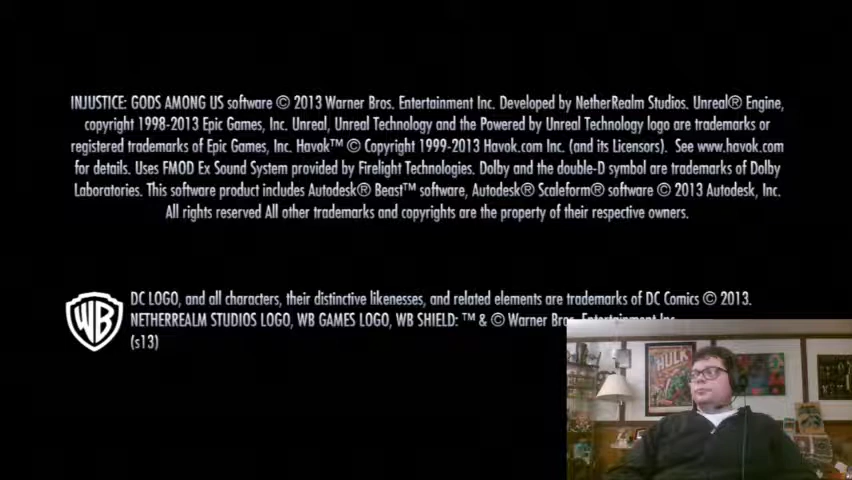 INJUSTICE: GODS AMONG US software © 2013 Warner Bros. Entertainment Inc. Developed by NetherRealm Studios. Unreal® Engine,
copyright 1998-2013 Epic Games, Inc. Unreal, Unreal Technology and the Powered by Unreal Technology logo are trademarks or
registered trademarks of Epic Games, Inc. Havok™ © Copyright 1999-2013 Havok.com Inc. (and its Licensors). See www.havok.com
for details. Uses FMOD Ex Sound System provided by Firelight Technologies. Dolby and the double-D symbol are trademarks of Dolby
Laboratories. This software product includes Autodesk® Beast™ software, Autodesk® Scaleform® software © 2013 Autodesk, Inc.
All rights reserved All other trademarks and copyrights are the property of their respective owners.
WB
DC LOGO, and all characters, their distinctive likenesses, and related elements are trademarks of DC Comics © 2013.
NETHERREALM STUDIOS LOGO, WB GAMES LOGO, WB SHIELD: ™ & © Warner Bros. Entertainment Inc.
(s13)
HULK